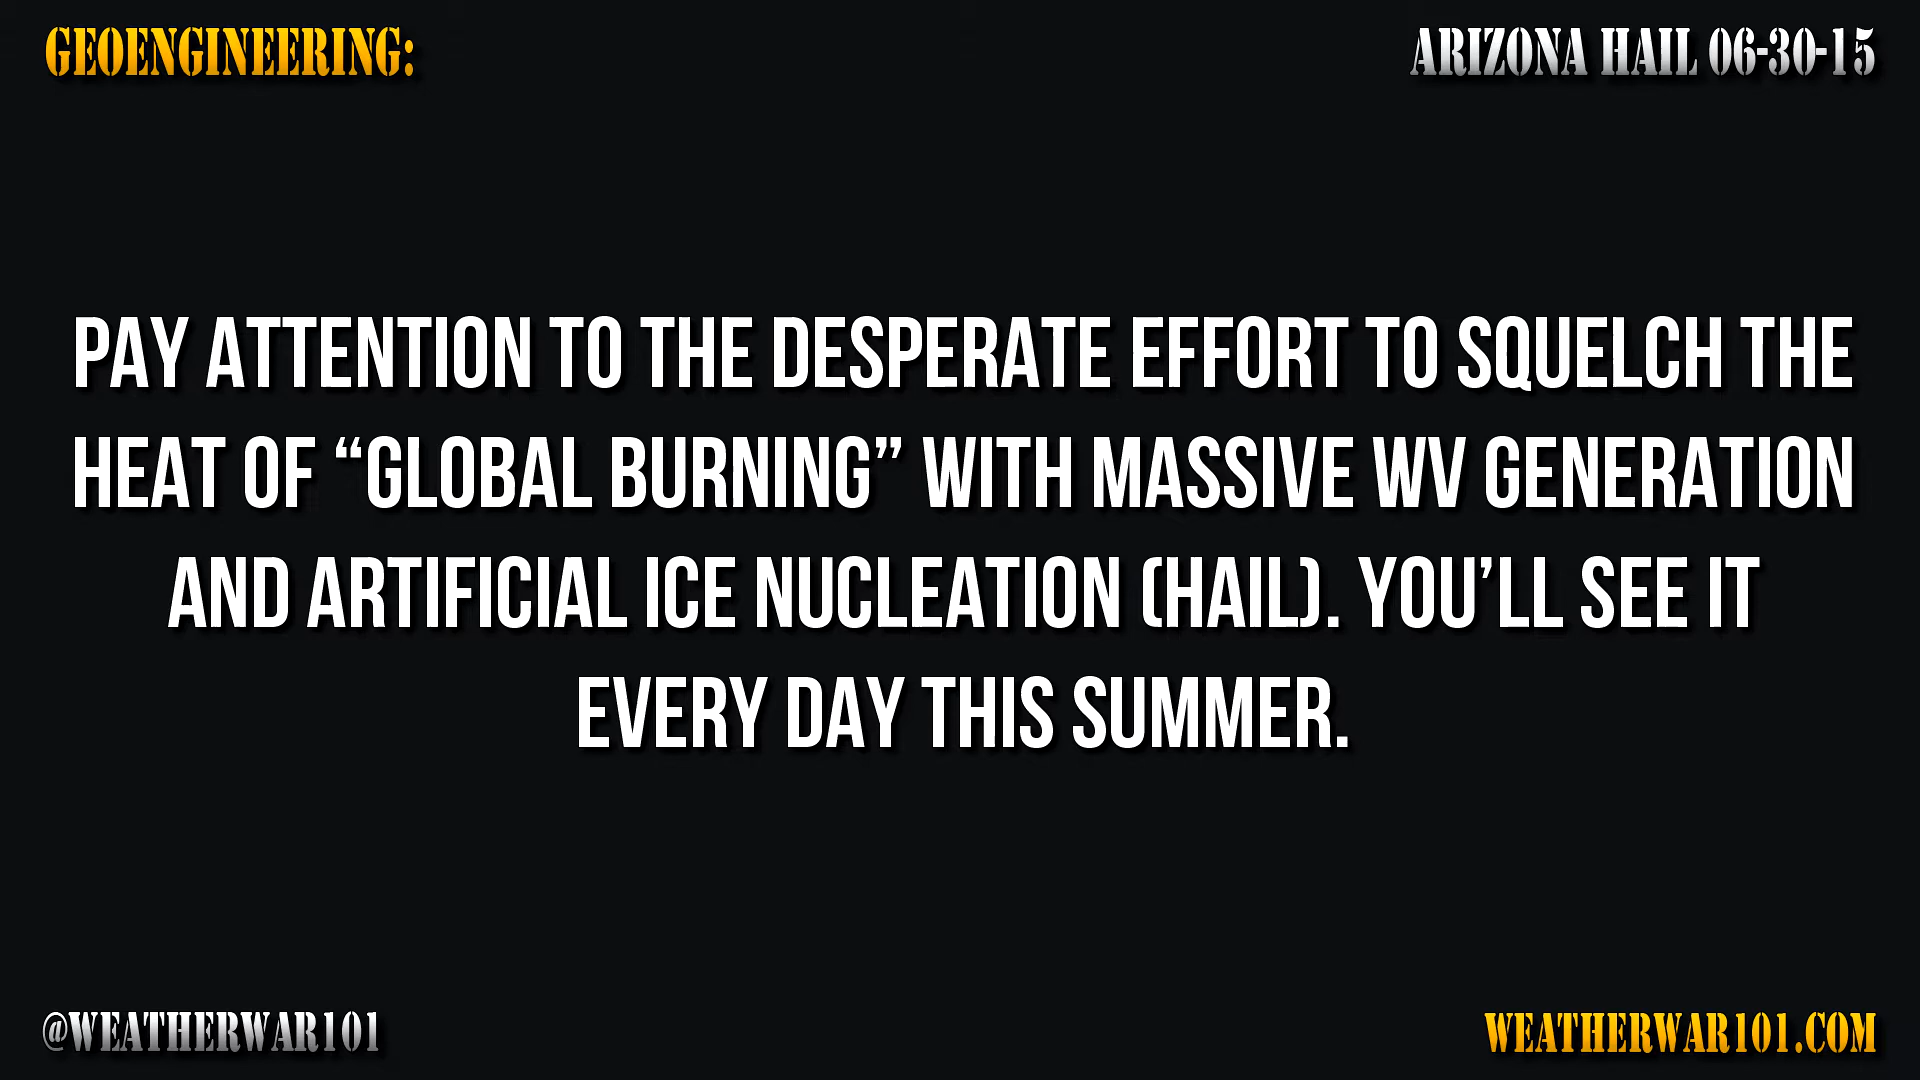 GEOENGINEERING:
ARIZONA HAIL 06-30-15
PAY ATTENTION TO THE DESPERATE EFFORT TO SQUELCH THE
HEAT OF “GLOBAL BURNING” WITH MASSIVE WV GENERATION
AND ARTIFICIAL ICE NUCLEATION (HAIL). YOU’LL SEE IT
EVERY DAY THIS SUMMER.
@WEATHERWAR101
WEATHERWAR101.COM